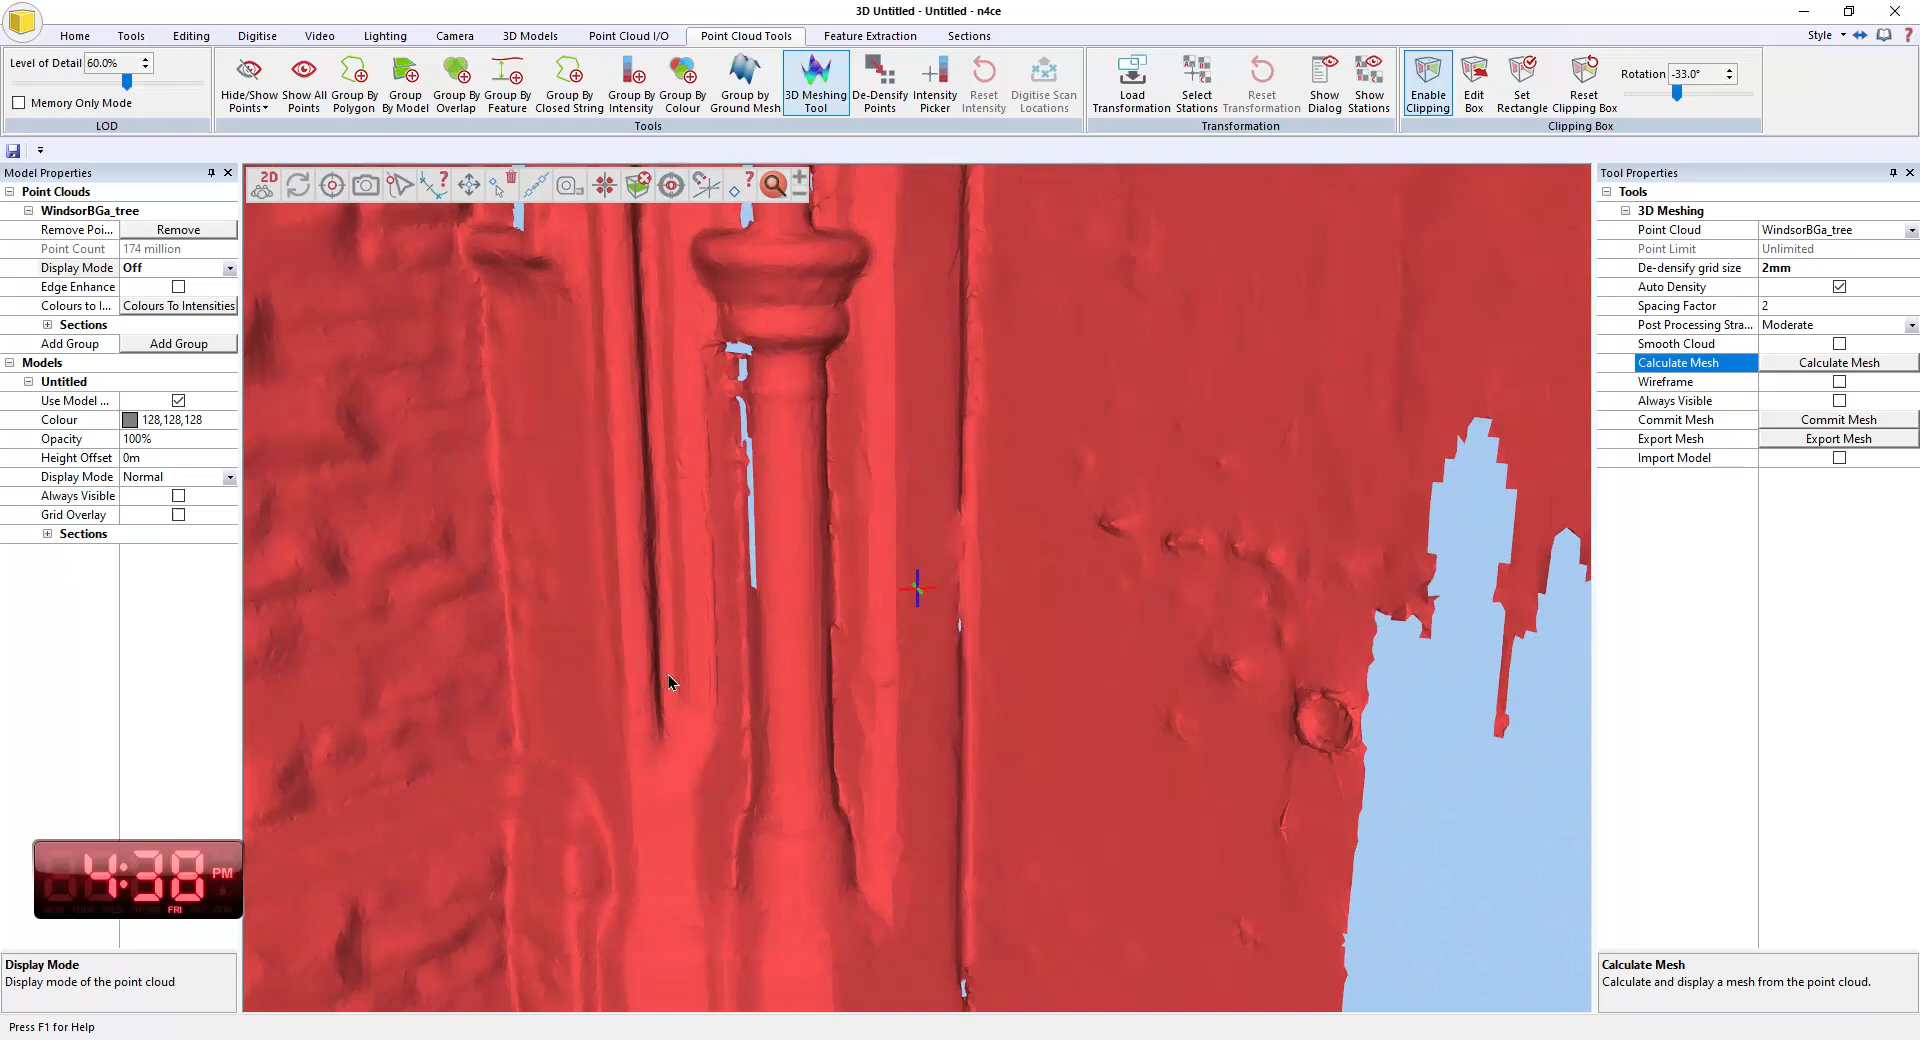 3D Untitled - Untitled - n4ce
Home Tools Editing Digitise Video Lighting Camera 3D Models Point Cloud I/O Point Cloud Tools Feature Extraction Sections Style
Level of Detail 60.0%
Memory Only Mode
LOD
Hide/Show Points
Show All Points
Group By Polygon
Group By Model
Group By Overlap
Group By Feature
Group By Closed String
Group By Intensity
Group By Colour
Group by Ground Mesh
3D Meshing Tool
De-Densify Points
Intensity Picker
Reset Intensity
Digitise Scan Locations
Tools
Load Transformation
Select Stations
Reset Transformation
Show Dialog
Show Stations
Transformation
Enable Clipping
Edit Box
Set Rectangle
Reset Clipping Box
Rotation -33.0°
Clipping Box
Model Properties
Point Clouds
WindsorBGa_tree
Remove Poi... Remove
Point Count 174 million
Display Mode Off
Edge Enhance
Colours to I... Colours To Intensities
Sections
Add Group Add Group
Models
Untitled
Use Model ...
Colour 128,128,128
Opacity 100%
Height Offset 0m
Display Mode Normal
Always Visible
Grid Overlay
Sections
2D
4:38 PM
FRI
Display Mode
Display mode of the point cloud
Tool Properties
Tools
3D Meshing
Point Cloud WindsorBGa_tree
Point Limit Unlimited
De-densify grid size 2mm
Auto Density
Spacing Factor 2
Post Processing Stra... Moderate
Smooth Cloud
Calculate Mesh Calculate Mesh
Wireframe
Always Visible
Commit Mesh Commit Mesh
Export Mesh Export Mesh
Import Model
Calculate Mesh
Calculate and display a mesh from the point cloud.
Press F1 for Help